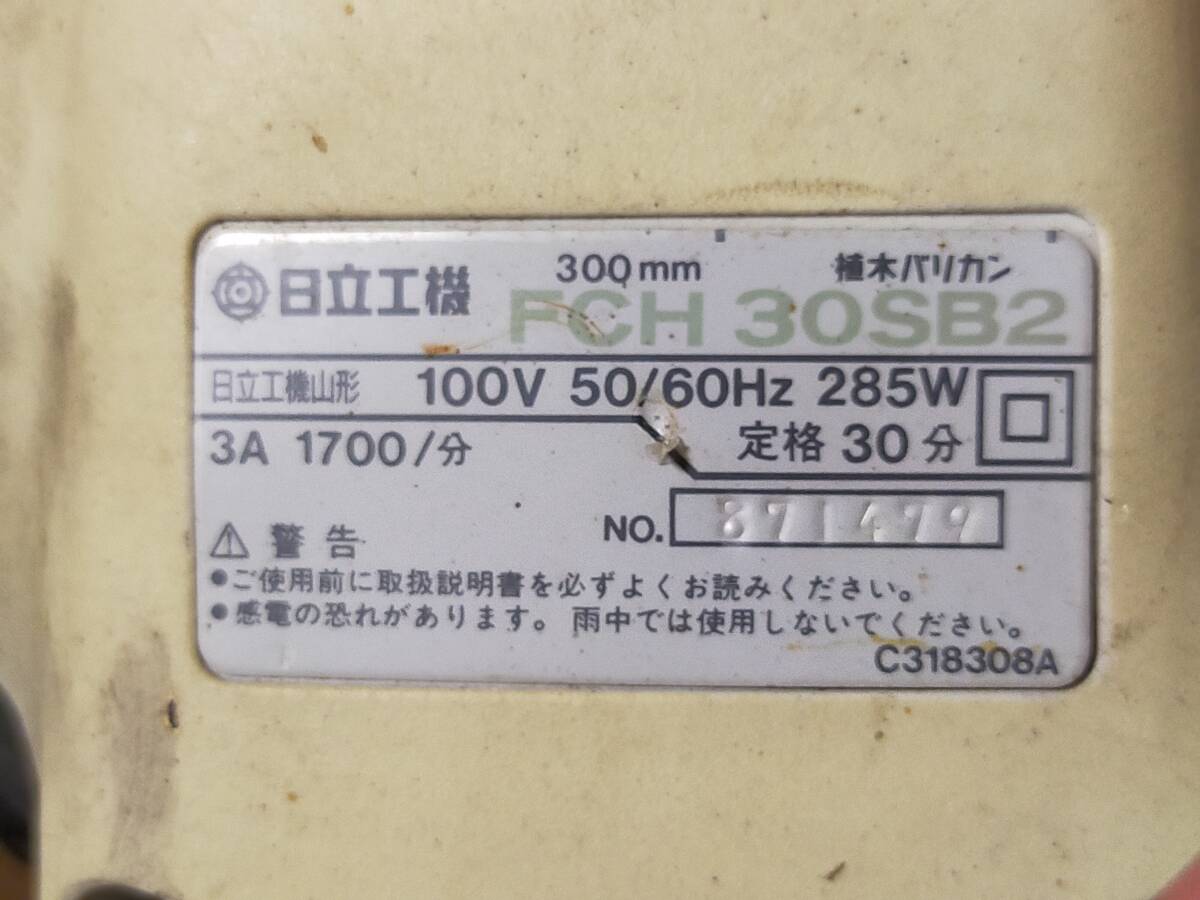 日立工機 300mm 植木バリカン
FCH 30SB2
日立工機山形 100V 50/60Hz 285W
3A 1700/分 定格 30 分
NO. 871479
⚠ 警告
●ご使用前に取扱説明書を必ずよくお読みください。
●感電の恐れがあります。雨中では使用しないでください。
C318308A